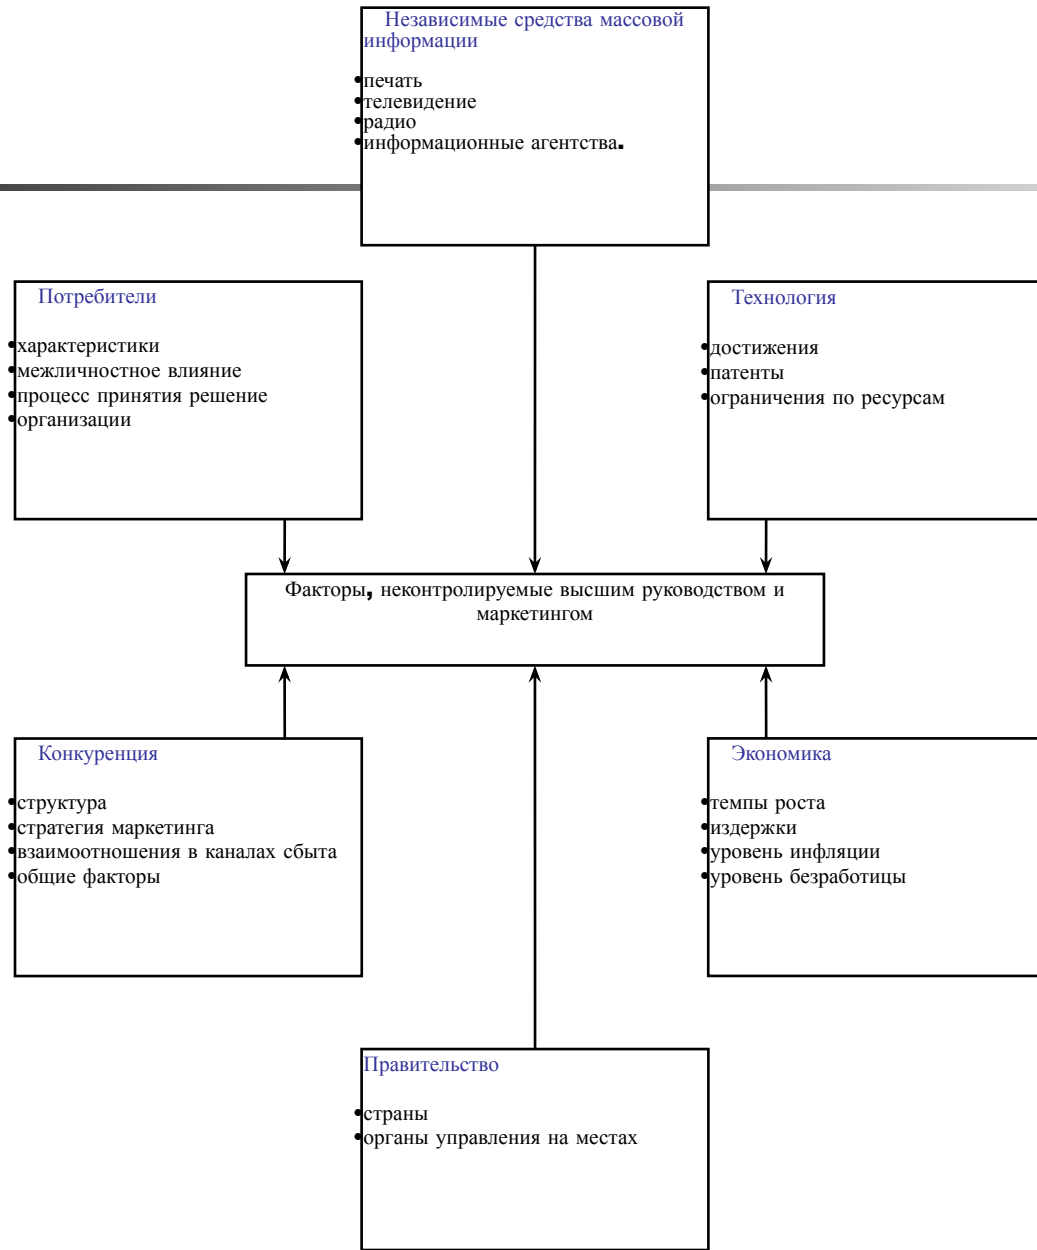 Независимые средства массовой
информации
•печать
•телевидение
•радио
•информационные агентства.
Потребители
•характеристики
•межличностное влияние
•процесс принятия решение
•организации
Технология
•достижения
•патенты
•ограничения по ресурсам
Факторы, неконтролируемые высшим руководством и
маркетингом
Конкуренция
•структура
•стратегия маркетинга
•взаимоотношения в каналах сбыта
•общие факторы
Экономика
•темпы роста
•издержки
•уровень инфляции
•уровень безработицы
Правительство
•страны
•органы управления на местах